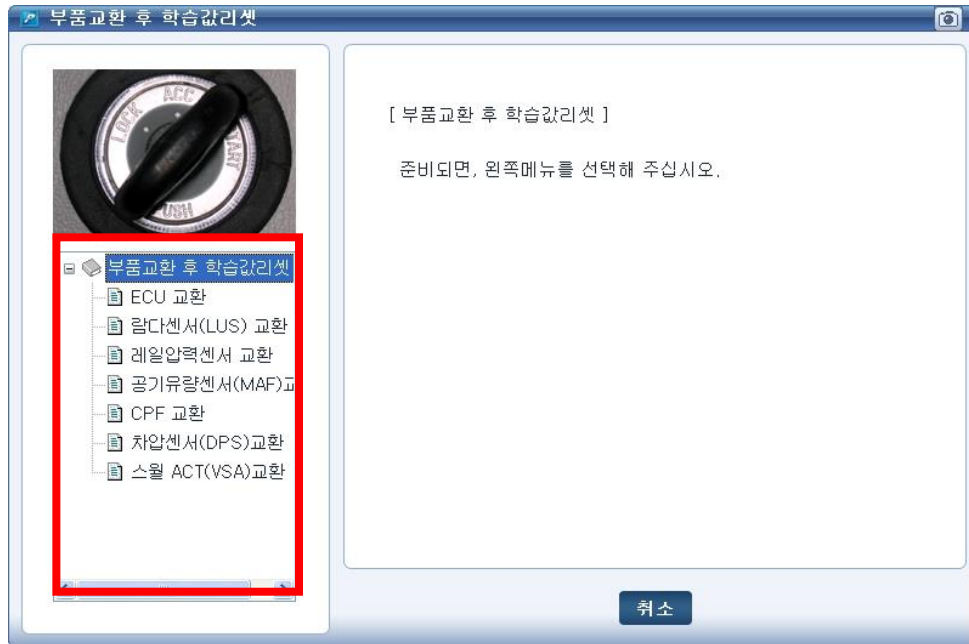 부품교환 후 학습값리셋
LOCK
ACC
START
PUSH
부품교환 후 학습값리셋
ECU 교환
람다센서(LUS) 교환
레일압력센서 교환
공기유량센서(MAF)교
CPF 교환
차압센서(DPS)교환
스월 ACT(VSA)교환
[ 부품교환 후 학습값리셋 ]
준비되면, 왼쪽메뉴를 선택해 주십시오.
취소